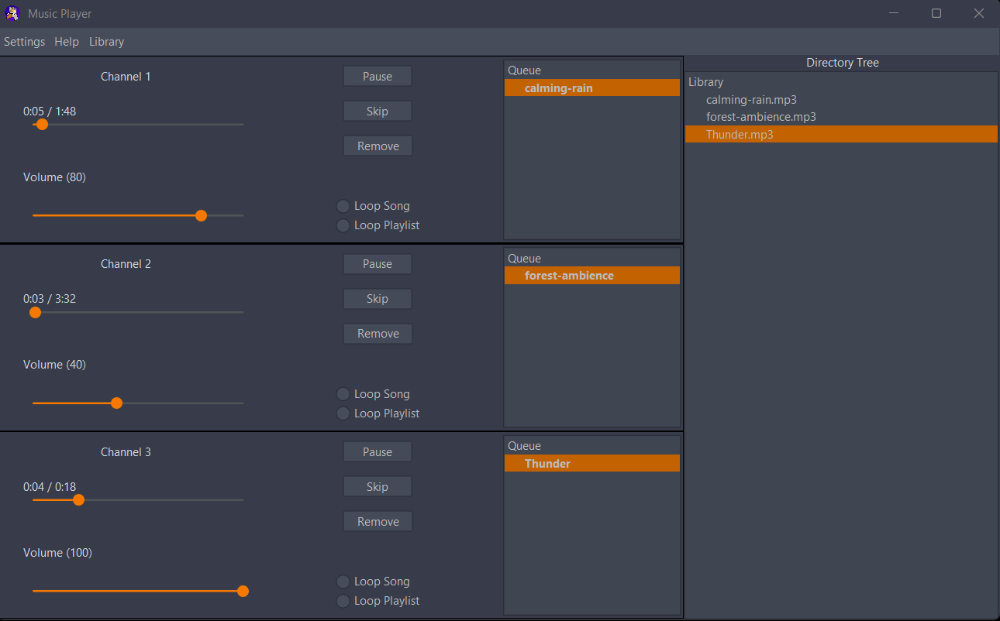 Music Player
Settings Help Library
Channel 1
0:05 / 1:48
Volume (80)
Pause
Skip
Remove
Loop Song
Loop Playlist
Queue
calming-rain
Channel 2
0:03 / 3:32
Volume (40)
Pause
Skip
Remove
Loop Song
Loop Playlist
Queue
forest-ambience
Channel 3
0:04 / 0:18
Volume (100)
Pause
Skip
Remove
Loop Song
Loop Playlist
Queue
Thunder
Directory Tree
Library
calming-rain.mp3
forest-ambience.mp3
Thunder.mp3